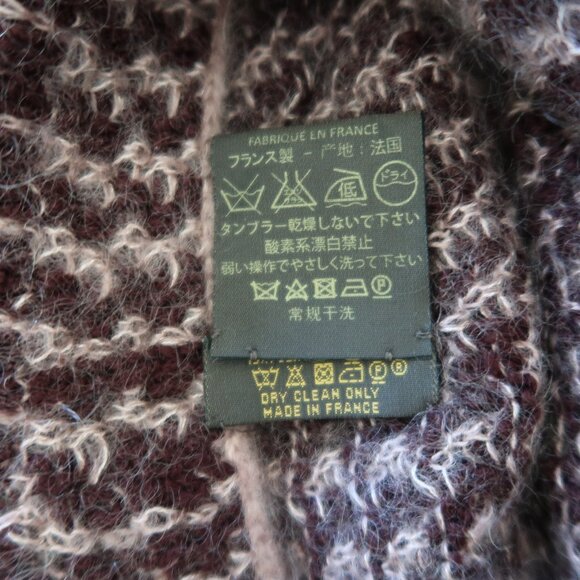 FABRIQUE EN FRANCE
フランス製 - 产地:法国
低 ドライ
タンブラー乾燥しないで下さい
酸素系漂白禁止
弱い操作でやさしく洗って下さい
P
常规干洗
P ®
DRY CLEAN ONLY
MADE IN FRANCE